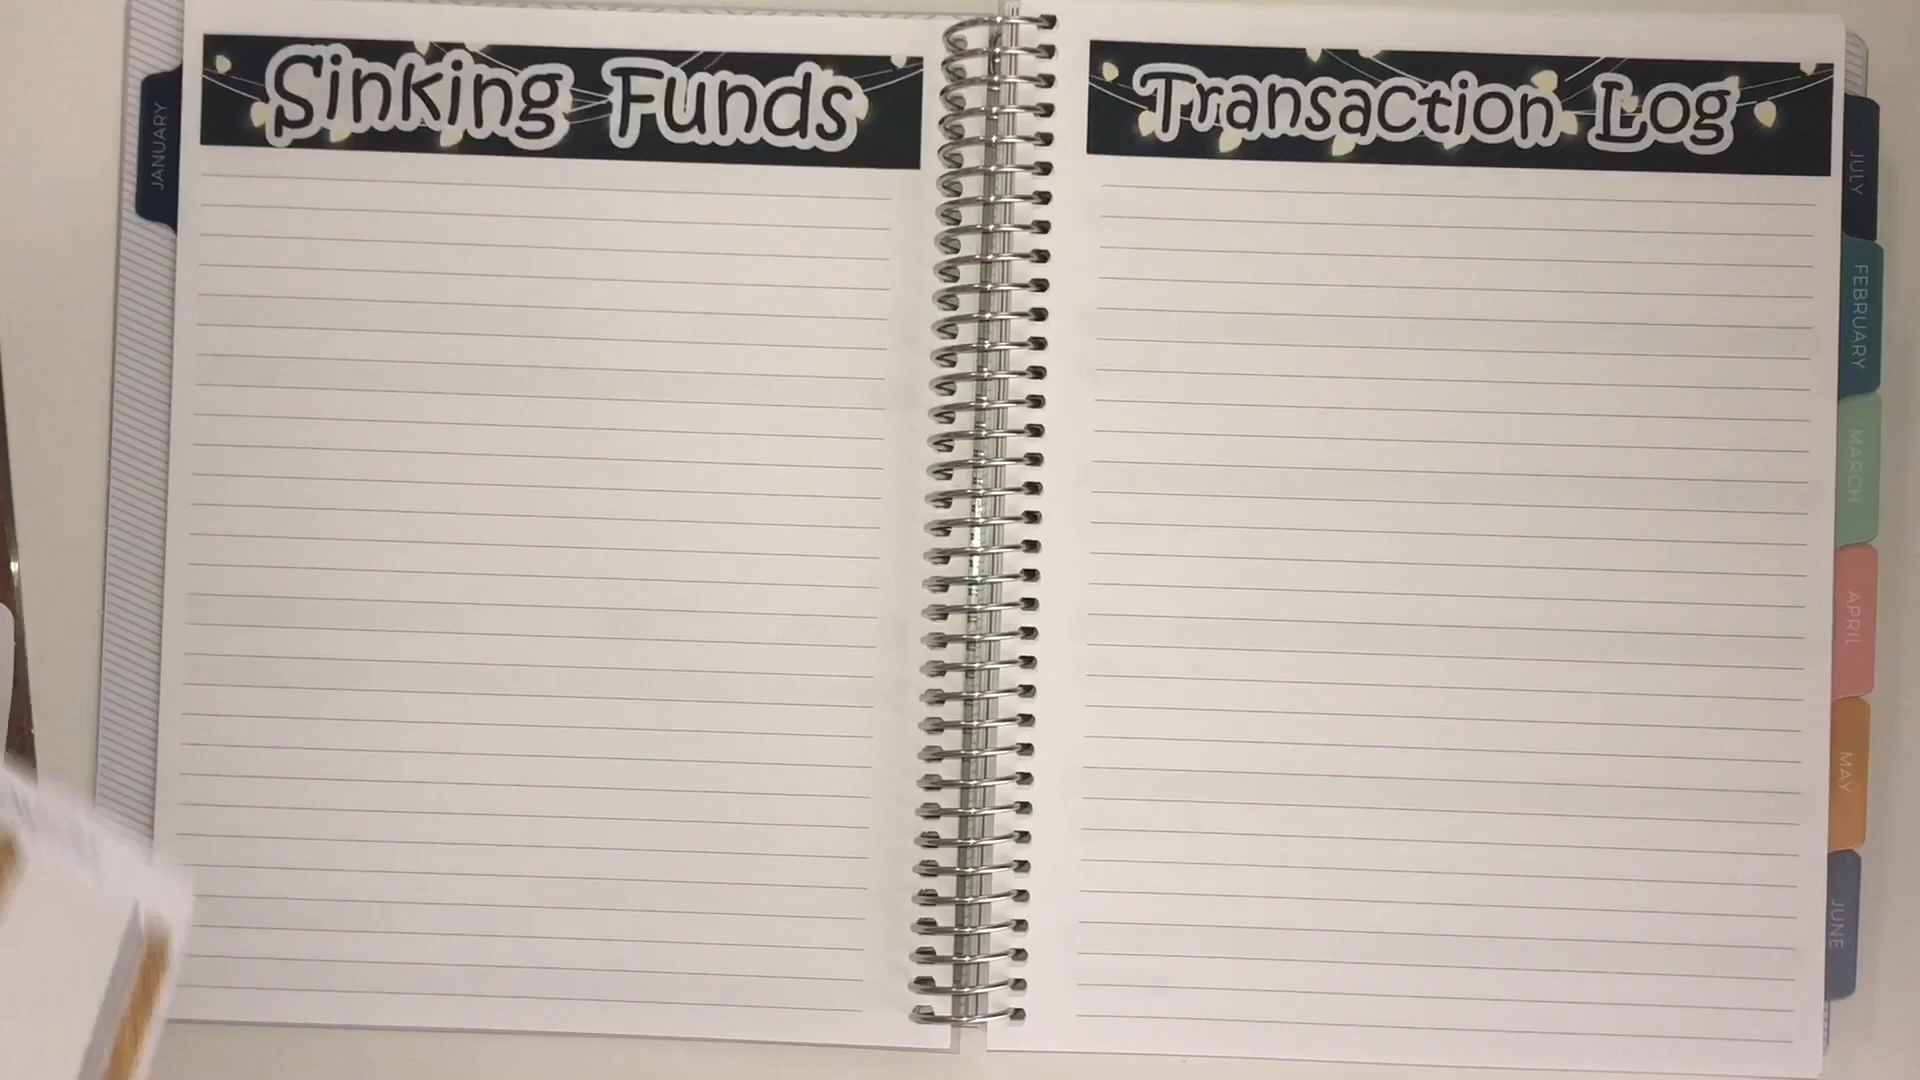 Sinking Funds
Transaction Log
JANUARY
JULY
FEBRUARY
MARCH
APRIL
MAY
JUNE